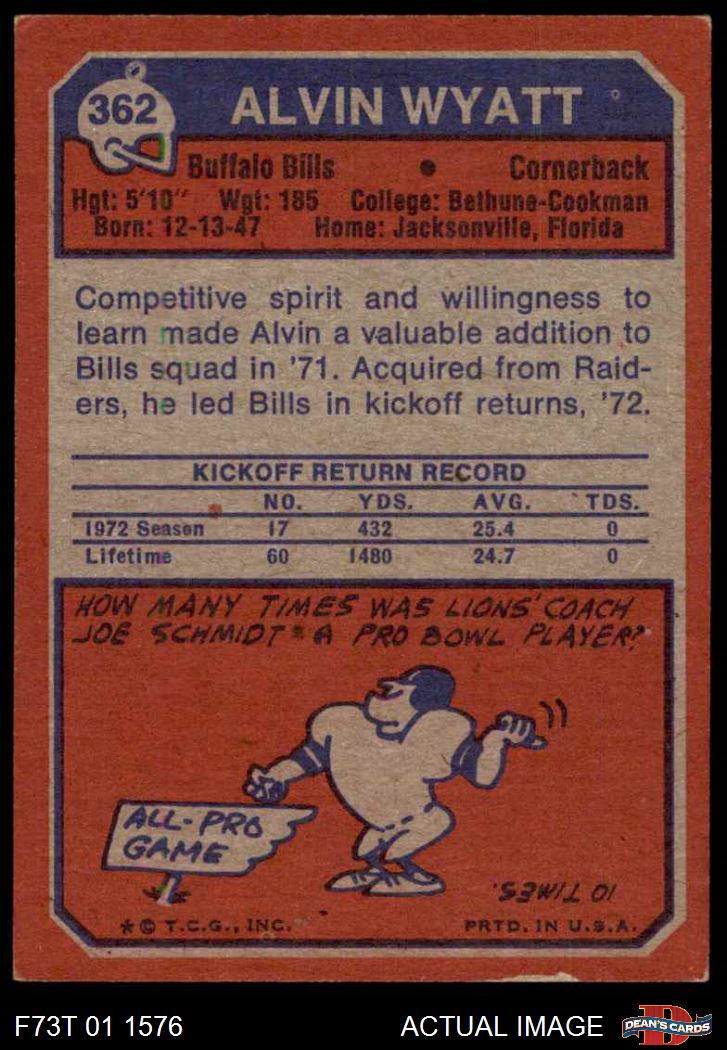 362
ALVIN WYATT
Buffalo Bills • Cornerback
Hgt: 5'10" Wgt: 185 College: Bethune-Cookman
Born: 12-13-47 Home: Jacksonville, Florida
Competitive spirit and willingness to
learn made Alvin a valuable addition to
Bills squad in '71. Acquired from Raid-
ers, he led Bills in kickoff returns, '72.
KICKOFF RETURN RECORD
NO. YDS. AVG. TDS.
1972 Season 17 432 25.4 0
Lifetime 60 1480 24.7 0
HOW MANY TIMES WAS LIONS' COACH
JOE SCHMIDT A PRO BOWL PLAYER?
ALL-PRO
GAME
10 TIMES.
*© T.C.G., INC. PRTD. IN U.S.A.
F73T 01 1576 ACTUAL IMAGE
D
DEAN'S CARDS